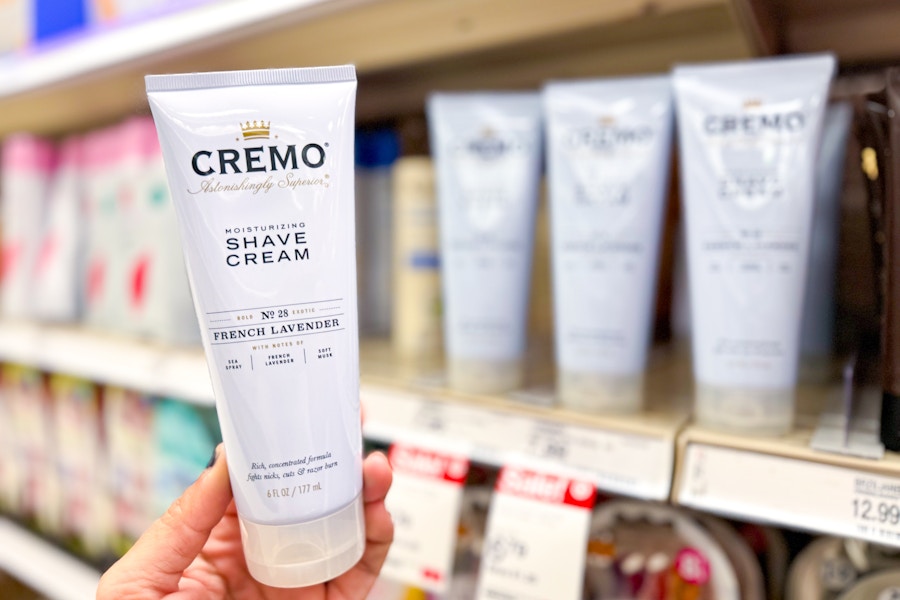 CREMO®
Astonishingly Superior
MOISTURIZING
SHAVE
CREAM
BOLD Nº 28 EXOTIC
FRENCH LAVENDER
WITH NOTES OF
SEA SPRAY | FRENCH LAVENDER | SOFT MUSK
Rich, concentrated formula
fights nicks, cuts & razor burn
6 FL OZ / 177 mL
CREMO
CREMO
CREMO
12.99
Sale!
Sale!